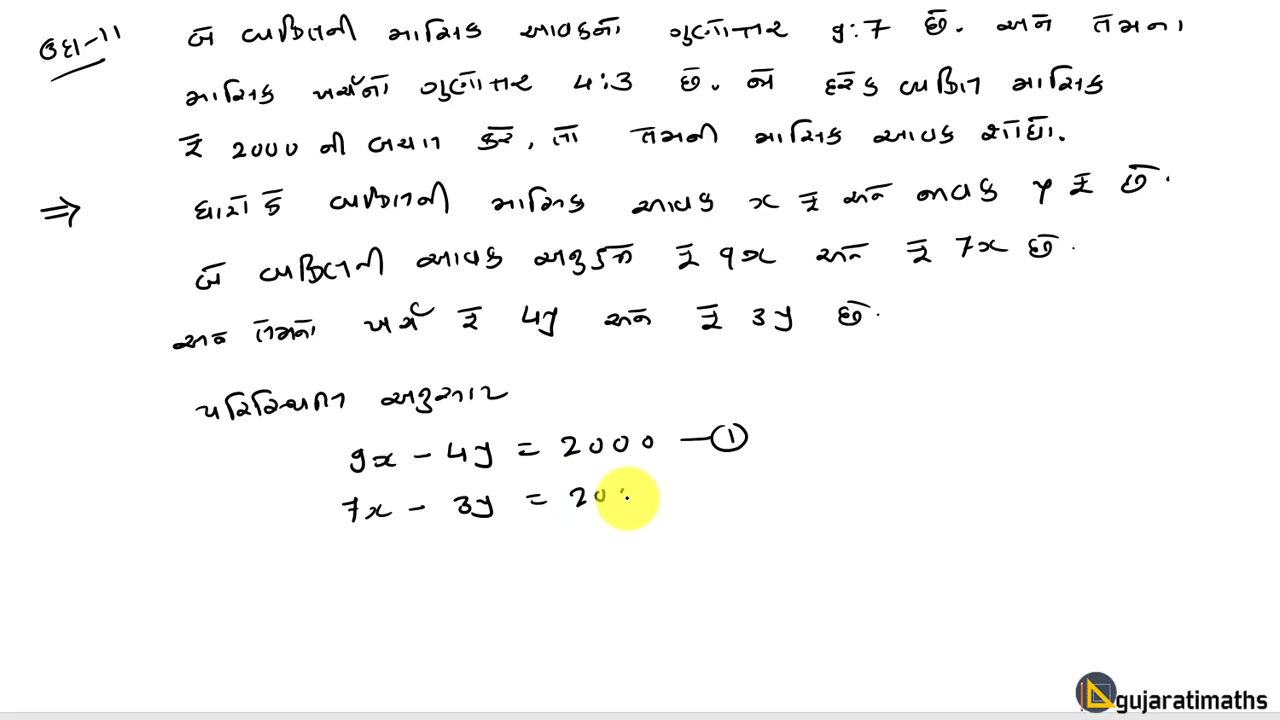 ઉદા-11 બે વ્યક્તિની માસિક આવકનો ગુણોત્તર 9:7 છે. અને તેમના
માસિક ખર્ચનો ગુણોત્તર 4:3 છે. જો દરેક વ્યક્તિ માસિક
₹ 2000 ની બચત કરે, તો તેમની માસિક આવક શોધો.
⇒ ધારો કે વ્યક્તિની માસિક આવક x ₹ અને જાવક y ₹ છે.
બે વ્યક્તિની આવક અનુક્રમે ₹ 9x અને ₹ 7x છે.
અને તેમના ખર્ચ ₹ 4y અને ₹ 3y છે.
પરિસ્થિતિ અનુસાર
9x - 4y = 2000 —①
7x - 3y = 20
gujaratimaths